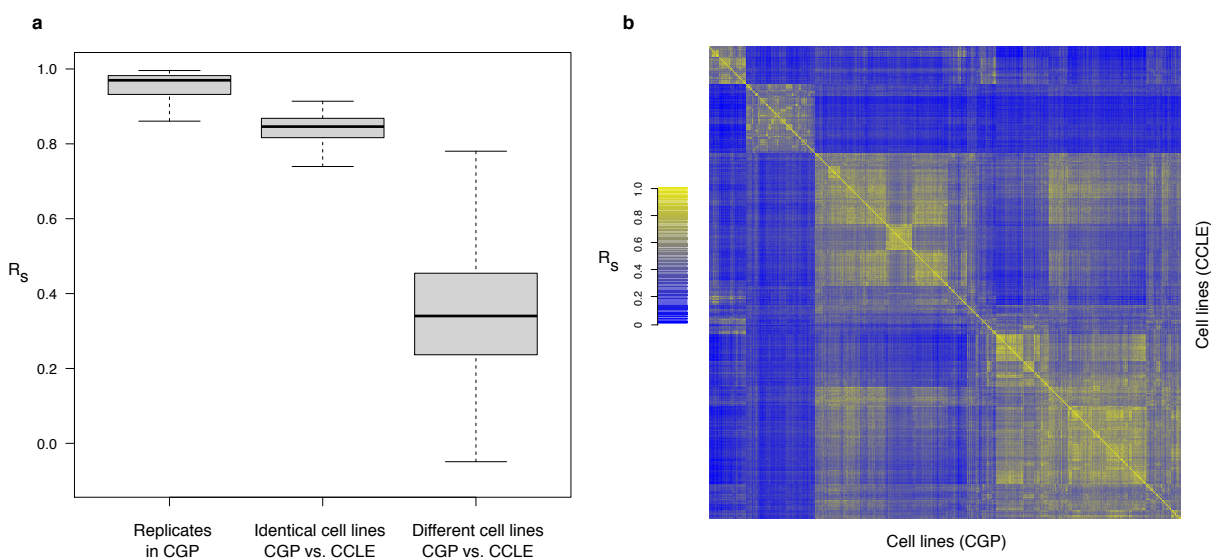 a
1.0
0.8
0.6
0.4
0.2
0.0
RS
Replicates
in CGP
Identical cell lines
CGP vs. CCLE
Different cell lines
CGP vs. CCLE
b
1.0
0.8
0.6
0.4
0.2
0
RS
Cell lines (CCLE)
Cell lines (CGP)